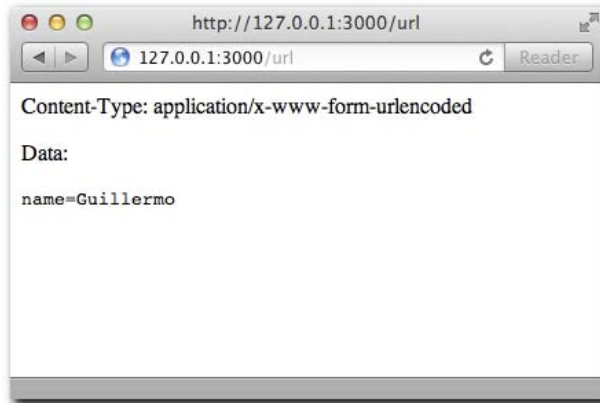 http://127.0.0.1:3000/url
127.0.0.1:3000/url
Reader
Content-Type: application/x-www-form-urlencoded
Data:
name=Guillermo